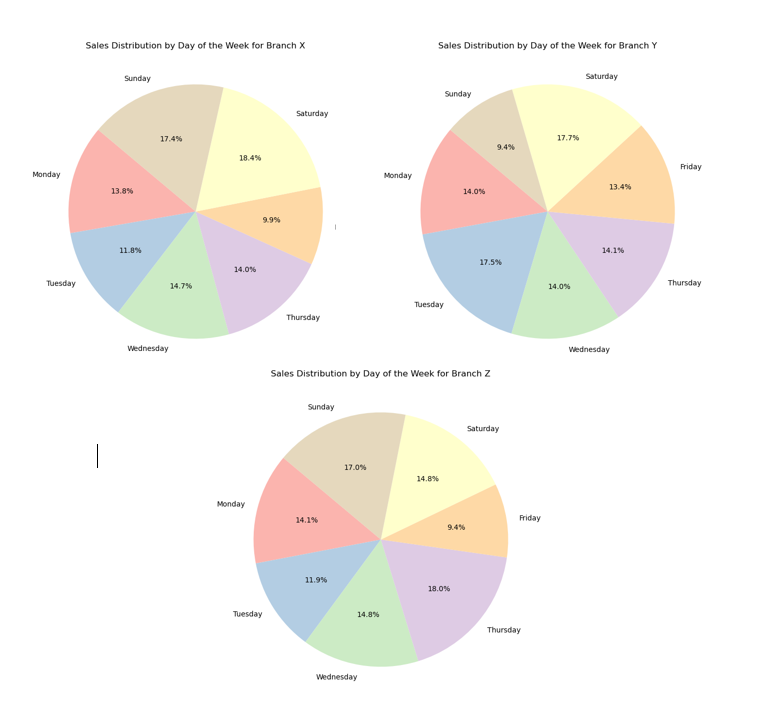 Sales Distribution by Day of the Week for Branch X
Sunday
Saturday
17.4%
18.4%
Monday
13.8%
9.9%
11.8%
14.0%
Tuesday
14.7%
Thursday
Wednesday
Sales Distribution by Day of the Week for Branch Y
Saturday
Sunday
17.7%
9.4%
Friday
Monday
14.0%
13.4%
14.1%
17.5%
Thursday
14.0%
Tuesday
Wednesday
Sales Distribution by Day of the Week for Branch Z
Sunday
Saturday
17.0%
14.8%
Monday
14.1%
Friday
9.4%
11.9%
18.0%
Tuesday
14.8%
Thursday
Wednesday